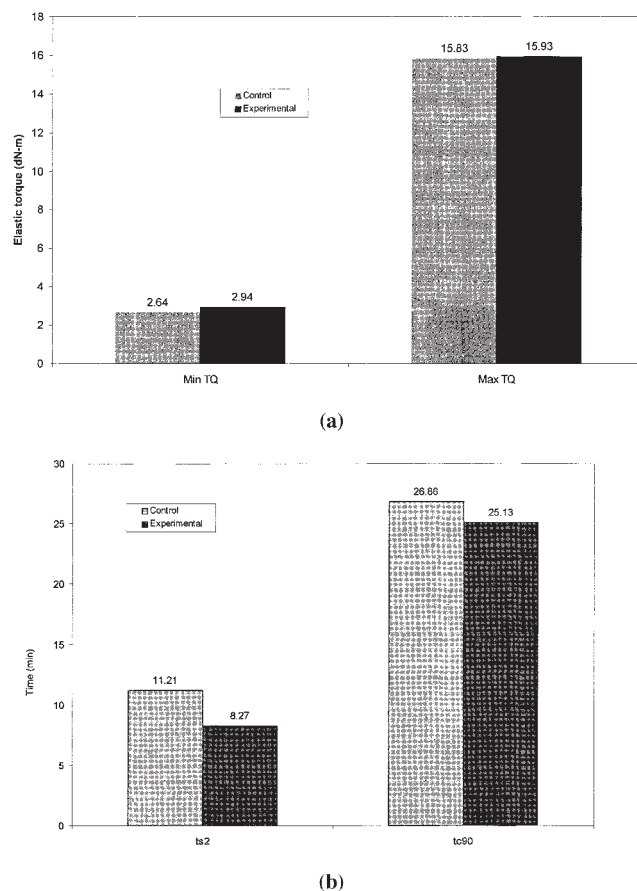 18
16
14
12
10
8
6
4
2
0
Elastic torque (dN-m)
Control
Experimental
15.83
15.93
2.64
2.94
Min TQ
Max TQ
(a)
30
25
20
15
10
5
0
Time (min)
Control
Experimental
26.86
25.13
11.21
8.27
ts2
tc90
(b)